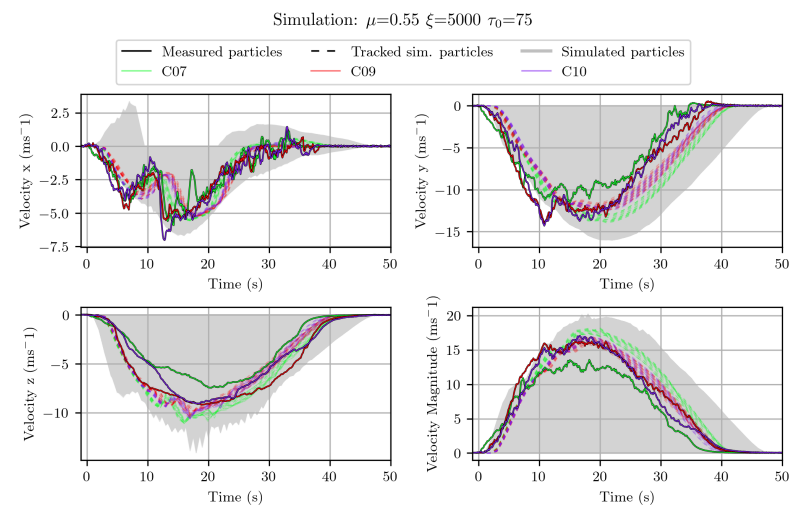 Simulation: μ=0.55 ξ=5000 τ₀=75
Measured particles Tracked sim. particles Simulated particles
C07 C09 C10
Velocity x (ms⁻¹)
2.5
0.0
−2.5
−5.0
−7.5
0 10 20 30 40 50
Time (s)
Velocity y (ms⁻¹)
0
−5
−10
−15
0 10 20 30 40 50
Time (s)
Velocity z (ms⁻¹)
0
−5
−10
0 10 20 30 40 50
Time (s)
Velocity Magnitude (ms⁻¹)
20
15
10
5
0
0 10 20 30 40 50
Time (s)